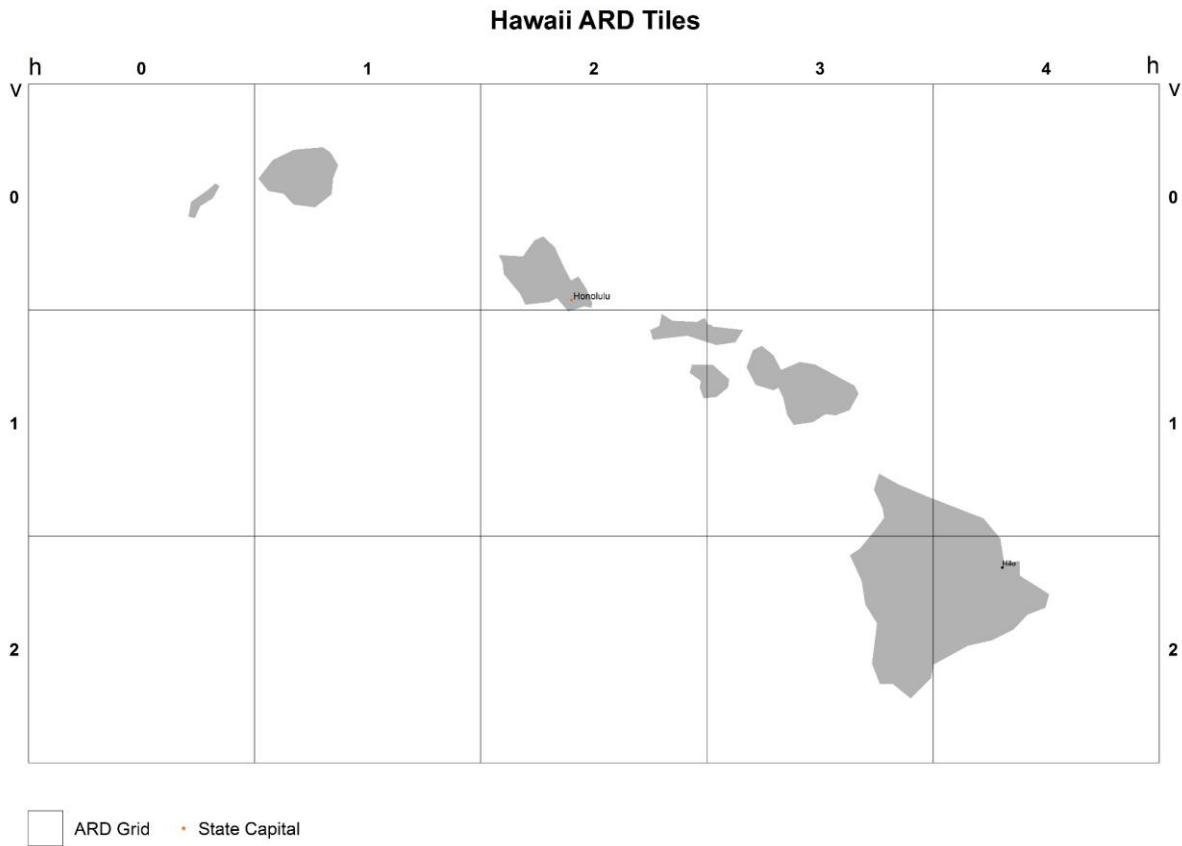 Hawaii ARD Tiles
h 0 1 2 3 4 h
v v
0 0
Honolulu
1 1
Hilo
2 2
ARD Grid State Capital